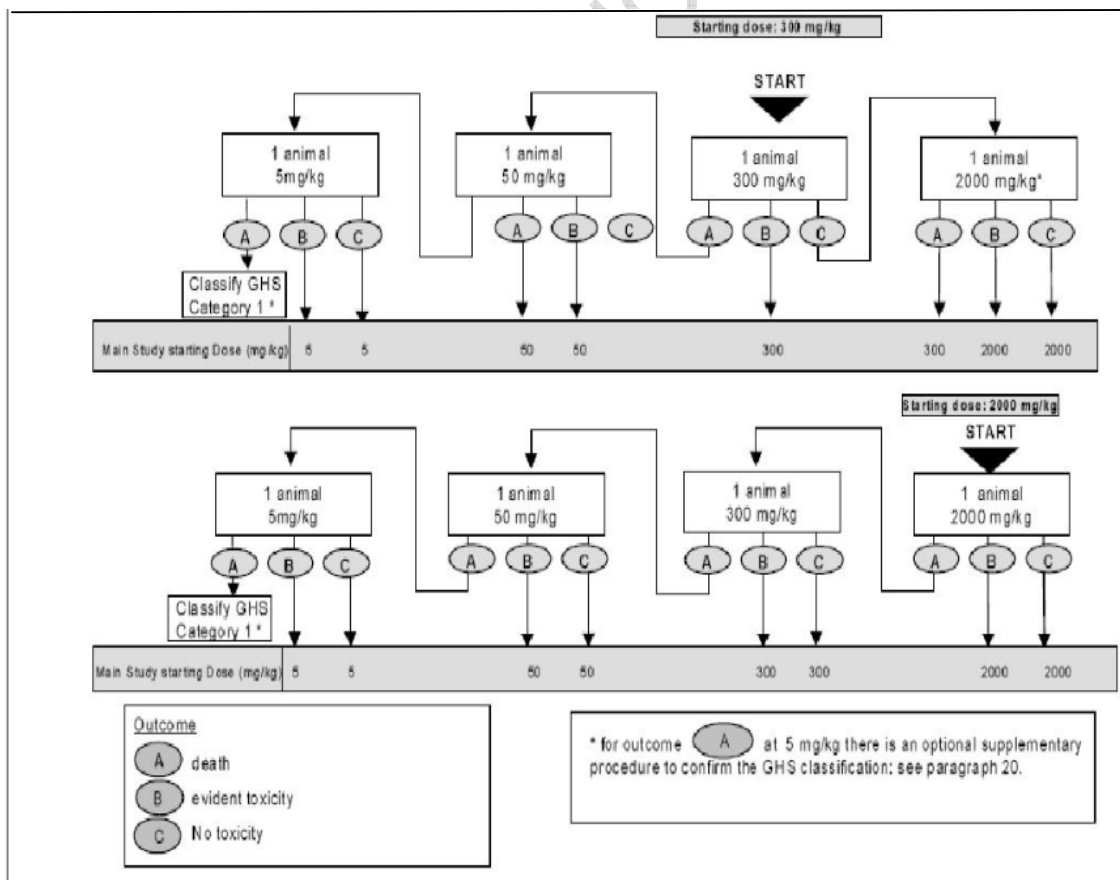 Starting dose: 300 mg/kg
START
1 animal
5mg/kg
1 animal
50 mg/kg
1 animal
300 mg/kg
1 animal
2000 mg/kg*
A B C A B C A B C A B C
Classify GHS
Category 1 *
Main Study starting Dose (mg/kg) 5 5 50 50 300 300 2000 2000
Starting dose: 2000 mg/kg
START
1 animal
5mg/kg
1 animal
50 mg/kg
1 animal
300 mg/kg
1 animal
2000 mg/kg
A B C A B C A B C A B C
Classify GHS
Category 1 *
Main Study starting Dose (mg/kg) 5 5 50 50 300 300 2000 2000
Outcome
A death
B evident toxicity
C No toxicity
* for outcome A at 5 mg/kg there is an optional supplementary
procedure to confirm the GHS classification: see paragraph 20.